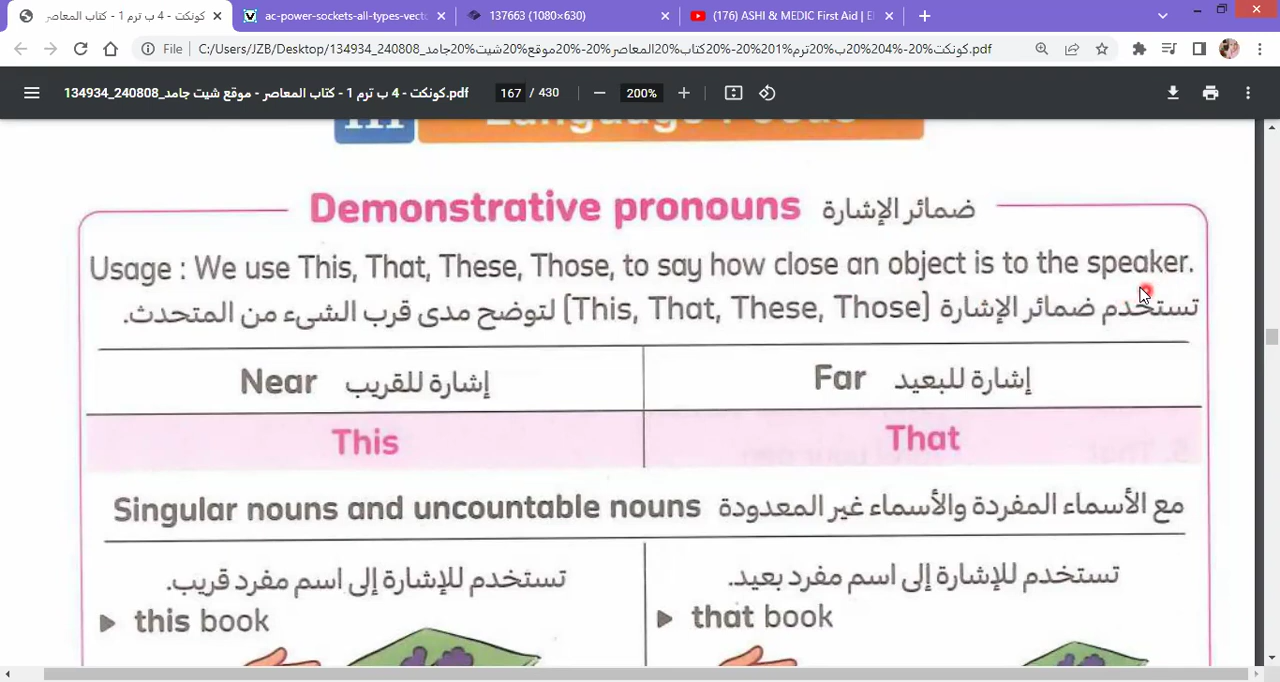 كونكت - 4 ب ترم 1 - كتاب المعاصر
ac-power-sockets-all-types-vecto
137663 (1080×630)
(176) ASHI & MEDIC First Aid | El
File
C:/Users/JZB/Desktop/134934_240808_كونكت%20-%204%20ب%20ترم%201%20-%20كتاب%20المعاصر%20-%20موقع%20شيت%20جامد.pdf
134934_240808_كونكت - 4 ب ترم 1 - كتاب المعاصر - موقع شيت جامد.pdf
167 / 430
200%
III Language Focus
Demonstrative pronouns ضمائر الإشارة
Usage : We use This, That, These, Those, to say how close an object is to the speaker.
تستخدم ضمائر الإشارة (This, That, These, Those) لتوضح مدى قرب الشىء من المتحدث.
Near إشارة للقريب
Far إشارة للبعيد
This
That
Singular nouns and uncountable nouns مع الأسماء المفردة والأسماء غير المعدودة
تستخدم للإشارة إلى اسم مفرد قريب.
this book
تستخدم للإشارة إلى اسم مفرد بعيد.
that book